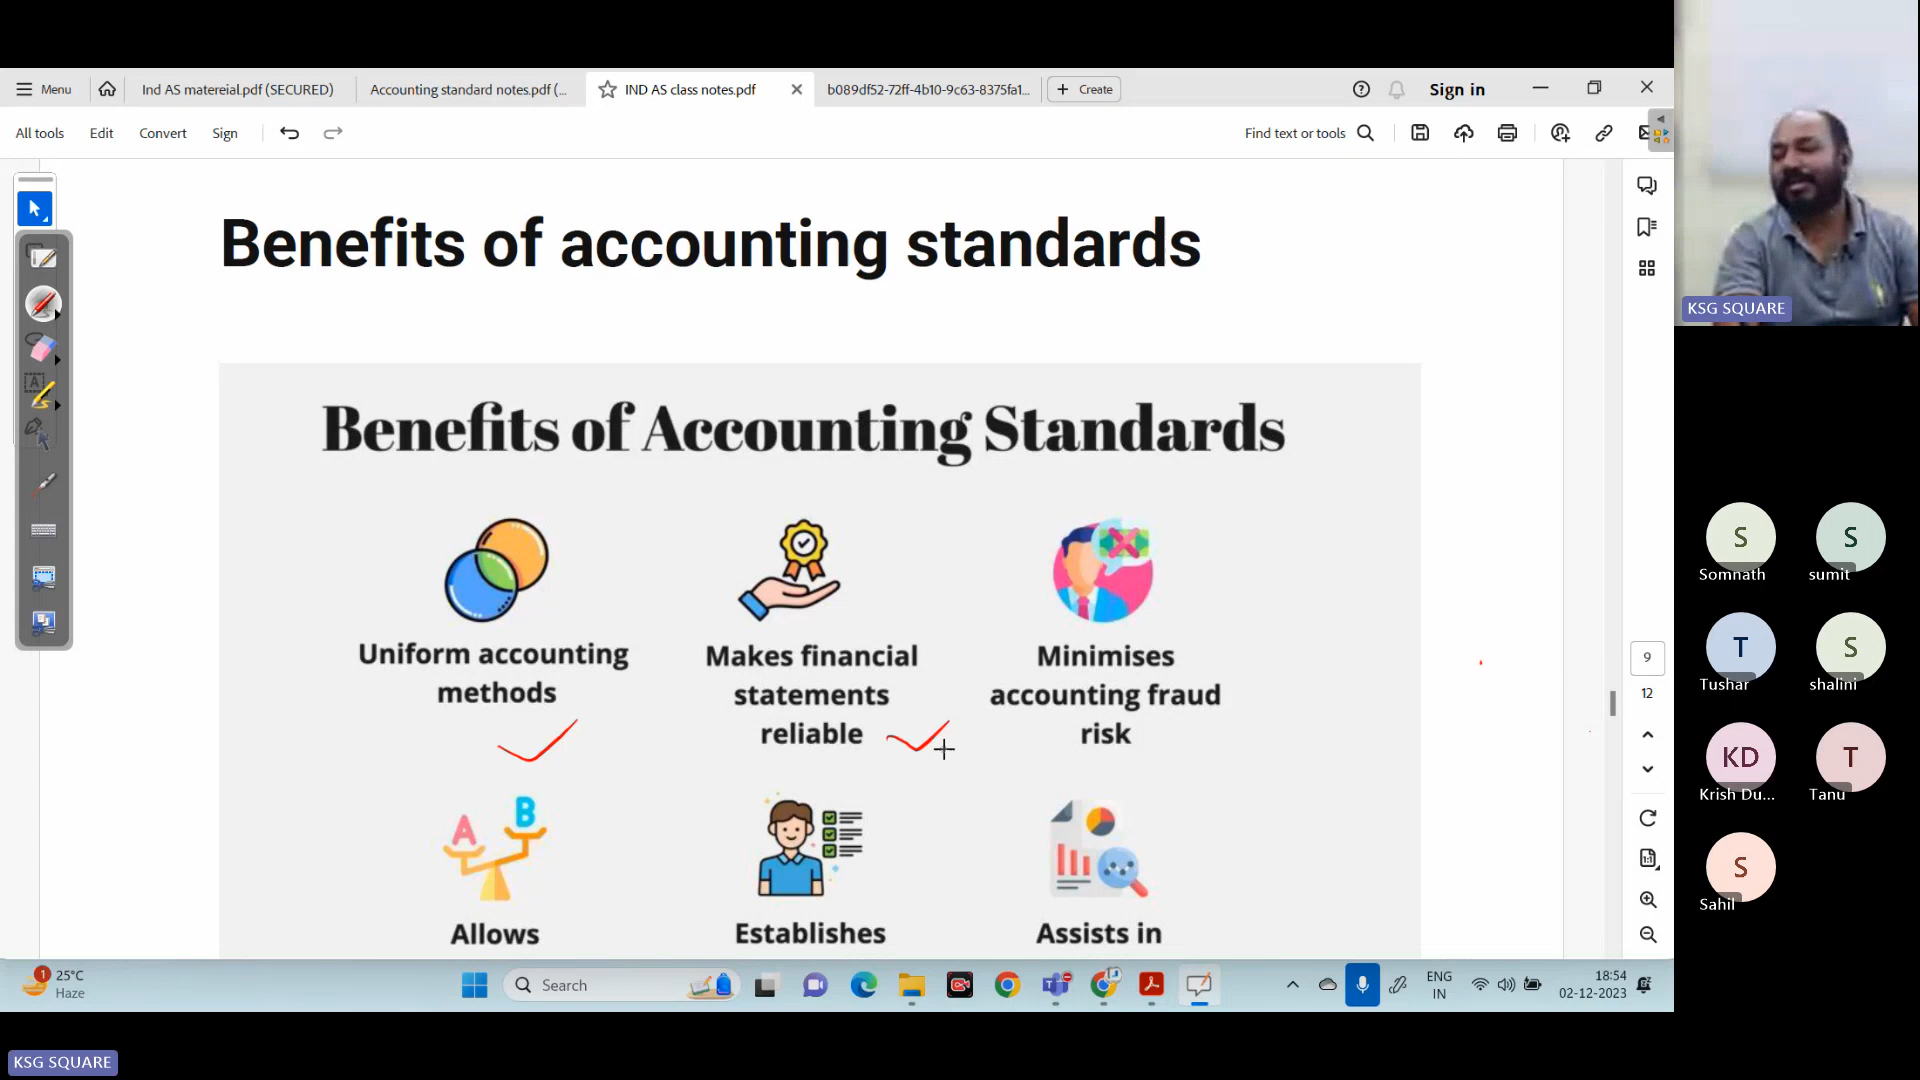 Menu
Ind AS matereial.pdf (SECURED)
Accounting standard notes.pdf (...
IND AS class notes.pdf
b089df52-72ff-4b10-9c63-8375fa1...
Create
Sign in
All tools
Edit
Convert
Sign
Find text or tools
Benefits of accounting standards
Benefits of Accounting Standards
Uniform accounting
methods
Makes financial
statements
reliable
Minimises
accounting fraud
risk
A
B
Allows
Establishes
Assists in
9
12
1:1
KSG SQUARE
S
Somnath
S
sumit
T
Tushar
S
shalini
KD
Krish Du...
T
Tanu
S
Sahil
1
25°C
Haze
Search
ENG
IN
18:54
02-12-2023
KSG SQUARE